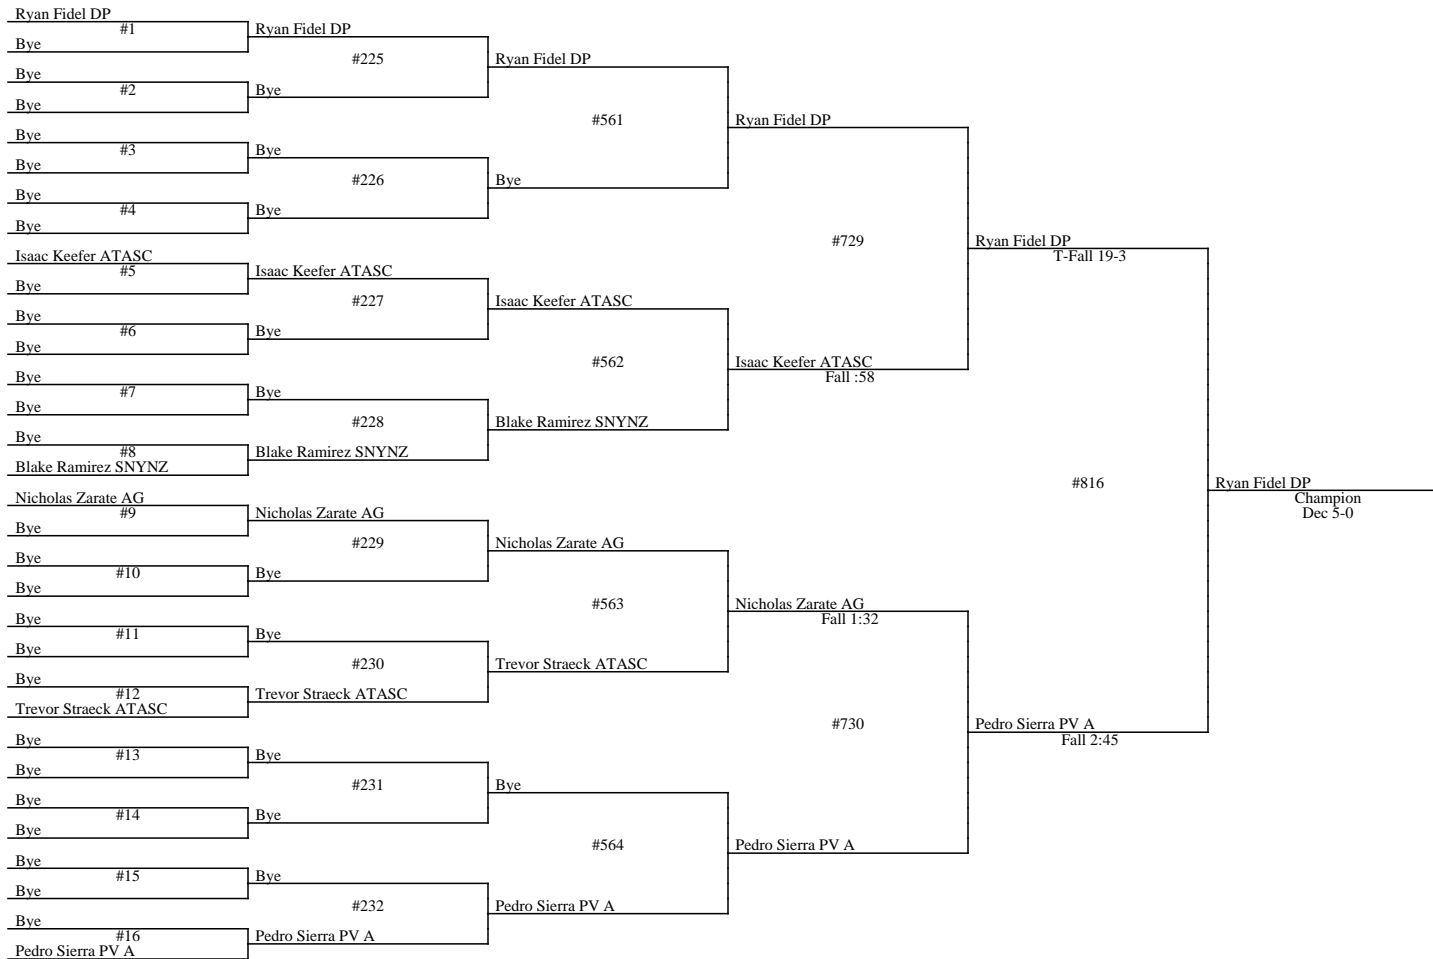 Ryan Fidel DP
#1
Bye
Bye
#2
Bye
Bye
#3
Bye
Bye
#4
Bye
Isaac Keefer ATASC
#5
Bye
Bye
#6
Bye
Bye
#7
Bye
Bye
#8
Blake Ramirez SNYNZ
Nicholas Zarate AG
#9
Bye
Bye
#10
Bye
Bye
#11
Bye
Bye
#12
Trevor Straeck ATASC
Bye
#13
Bye
Bye
#14
Bye
Bye
#15
Bye
Bye
#16
Pedro Sierra PV A
Ryan Fidel DP
#225
Bye
Bye
#226
Bye
Isaac Keefer ATASC
#227
Bye
Bye
#228
Blake Ramirez SNYNZ
Nicholas Zarate AG
#229
Bye
Bye
#230
Trevor Straeck ATASC
Bye
#231
Bye
Bye
#232
Pedro Sierra PV A
Ryan Fidel DP
#561
Bye
Isaac Keefer ATASC
#562
Blake Ramirez SNYNZ
Nicholas Zarate AG
#563
Trevor Straeck ATASC
Bye
#564
Pedro Sierra PV A
Ryan Fidel DP
#729
Isaac Keefer ATASC
Fall :58
Nicholas Zarate AG
Fall 1:32
#730
Pedro Sierra PV A
Ryan Fidel DP
T-Fall 19-3
#816
Pedro Sierra PV A
Fall 2:45
Ryan Fidel DP
Champion
Dec 5-0